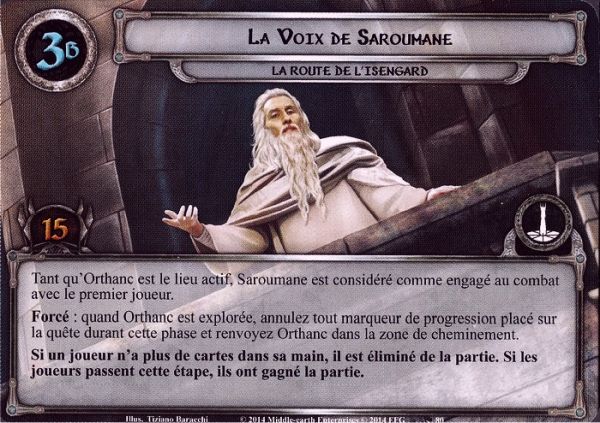 3B
LA VOIX DE SAROUMANE
LA ROUTE DE L'ISENGARD
15
Tant qu'Orthanc est le lieu actif, Saroumane est considéré comme engagé au combat
avec le premier joueur.
Forcé : quand Orthanc est explorée, annulez tout marqueur de progression placé sur
la quête durant cette phase et renvoyez Orthanc dans la zone de cheminement.
Si un joueur n'a plus de cartes dans sa main, il est éliminé de la partie. Si les
joueurs passent cette étape, ils ont gagné la partie.
Illus. Tiziano Baracchi © 2014 Middle-earth Enterprises © 2014 FFG 80